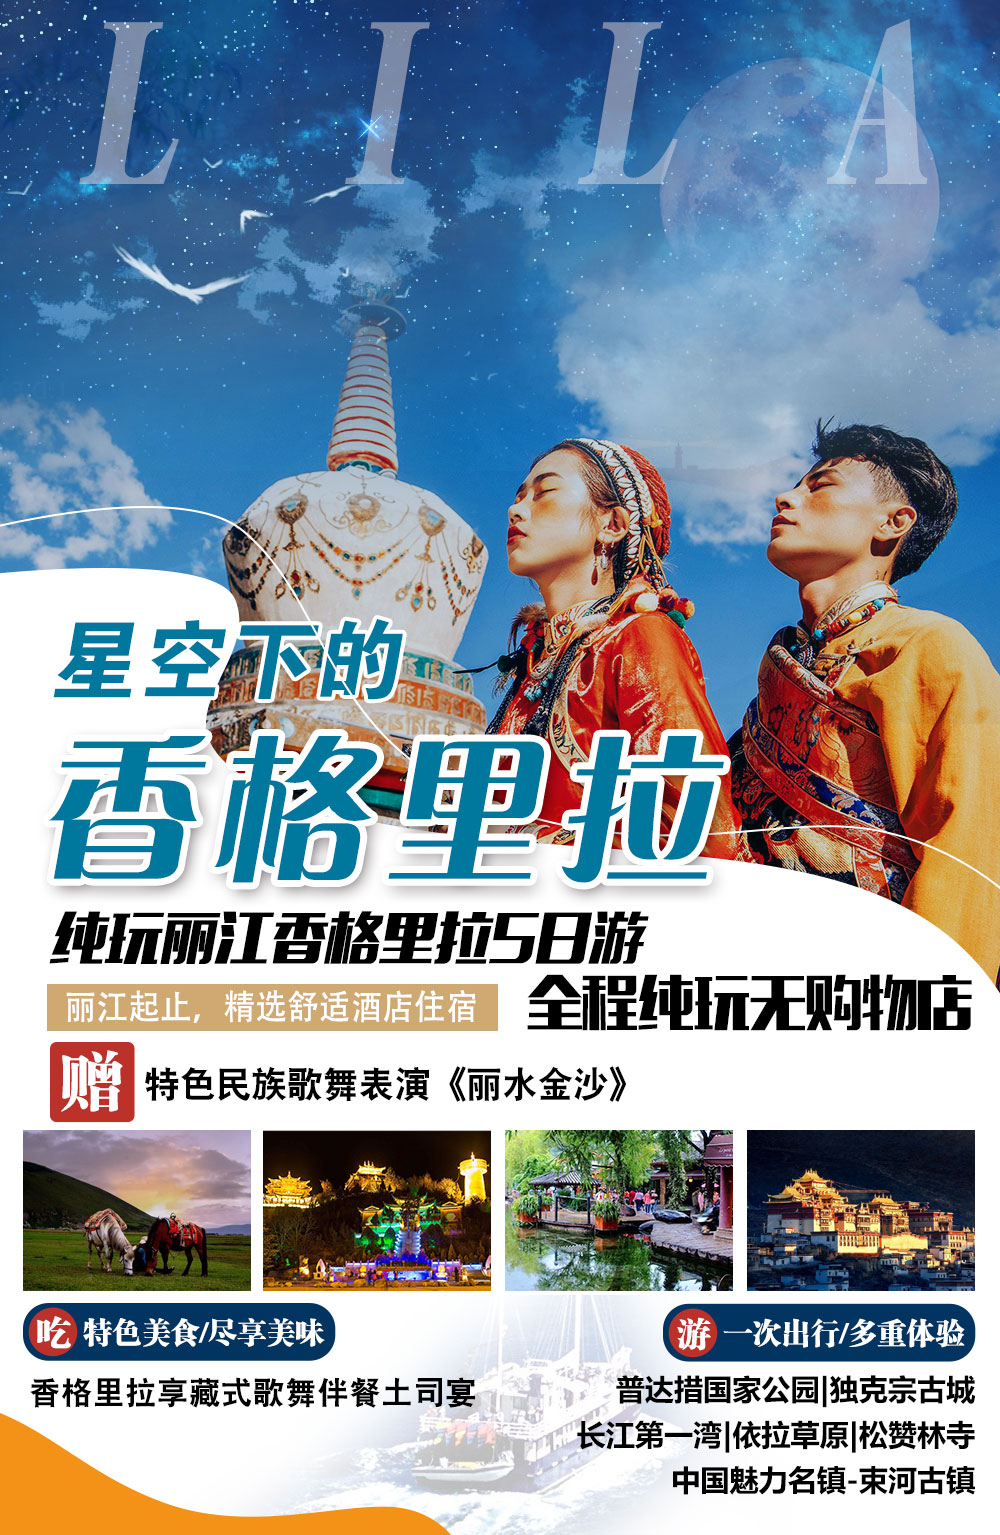 LILA
星空下的
香格里拉
纯玩丽江香格里拉5日游
丽江起止，精选舒适酒店住宿
全程纯玩无购物店
赠 特色民族歌舞表演《丽水金沙》
吃 特色美食/尽享美味
香格里拉享藏式歌舞伴餐土司宴
游 一次出行/多重体验
普达措国家公园|独克宗古城
长江第一湾|依拉草原|松赞林寺
中国魅力名镇-束河古镇